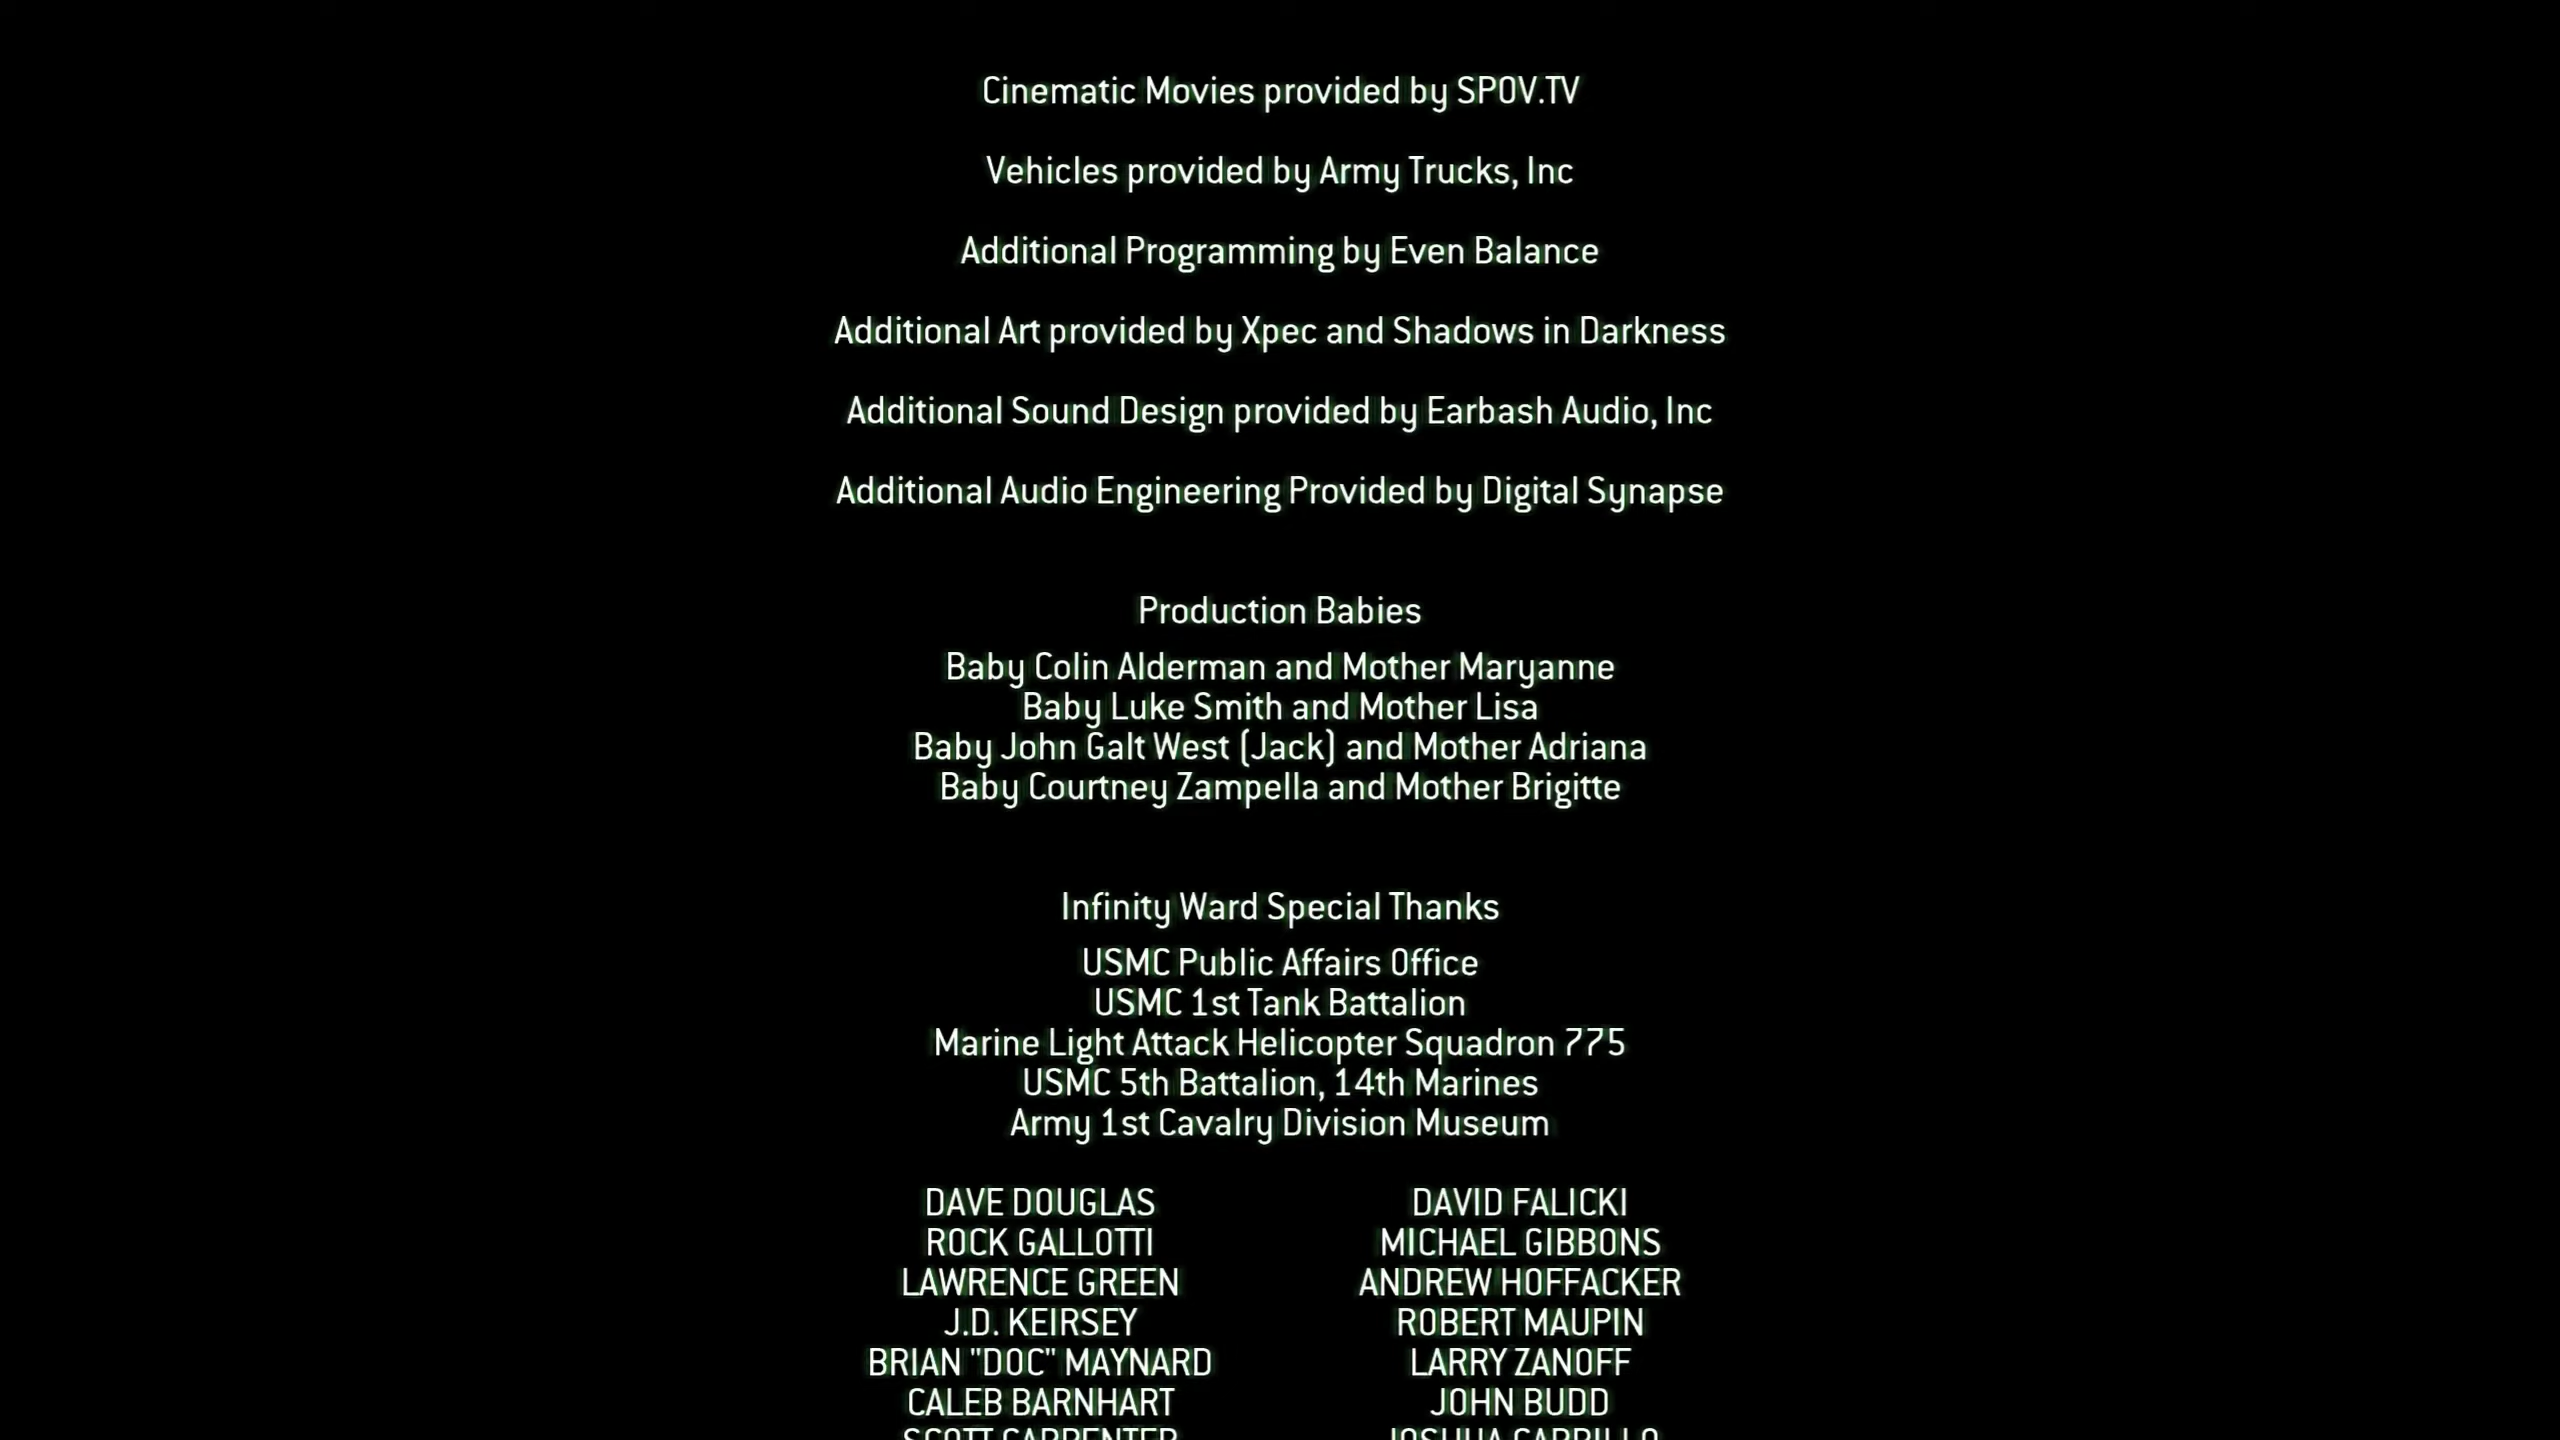 Cinematic Movies provided by SPOV.TV
Vehicles provided by Army Trucks, Inc
Additional Programming by Even Balance
Additional Art provided by Xpec and Shadows in Darkness
Additional Sound Design provided by Earbash Audio, Inc
Additional Audio Engineering Provided by Digital Synapse
Production Babies
Baby Colin Alderman and Mother Maryanne
Baby Luke Smith and Mother Lisa
Baby John Galt West (Jack) and Mother Adriana
Baby Courtney Zampella and Mother Brigitte
Infinity Ward Special Thanks
USMC Public Affairs Office
USMC 1st Tank Battalion
Marine Light Attack Helicopter Squadron 775
USMC 5th Battalion, 14th Marines
Army 1st Cavalry Division Museum
DAVE DOUGLAS DAVID FALICKI
ROCK GALLOTTI MICHAEL GIBBONS
LAWRENCE GREEN ANDREW HOFFACKER
J.D. KEIRSEY ROBERT MAUPIN
BRIAN "DOC" MAYNARD LARRY ZANOFF
CALEB BARNHART JOHN BUDD
SCOTT CARPENTER JOSHUA CARRILLO